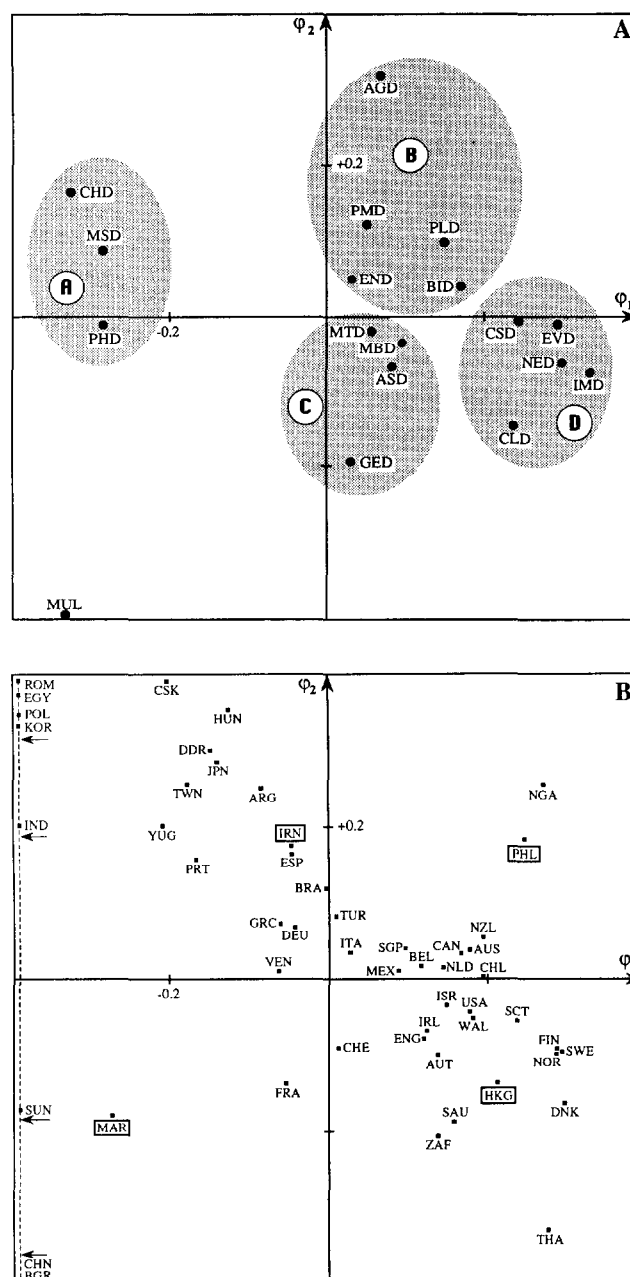 φ2 A
AGD
B
+0.2
CHD
PMD
PLD
MSD
END
BID
A
φ1
-0.2
MTD
CSD
EVD
PHD
MBD
NED
ASD
IMD
C
D
CLD
GED
MUL
ROM
CSK
φ2
B
EGY
POL
HUN
KOR
DDR
JPN
TWN
ARG
NGA
IND
YUG
IRN
+0.2
PHL
ESP
PRT
BRA
GRC
TUR
DEU
NZL
ITA
SGP
CAN
AUS
BEL
VEN
MEX
NLD
CHL
φ
-0.2
ISR
USA
SCT
WAL
IRL
ENG
CHE
FIN
SWE
NOR
AUT
FRA
HKG
SUN
MAR
SAU
DNK
ZAF
THA
CHN
BGR